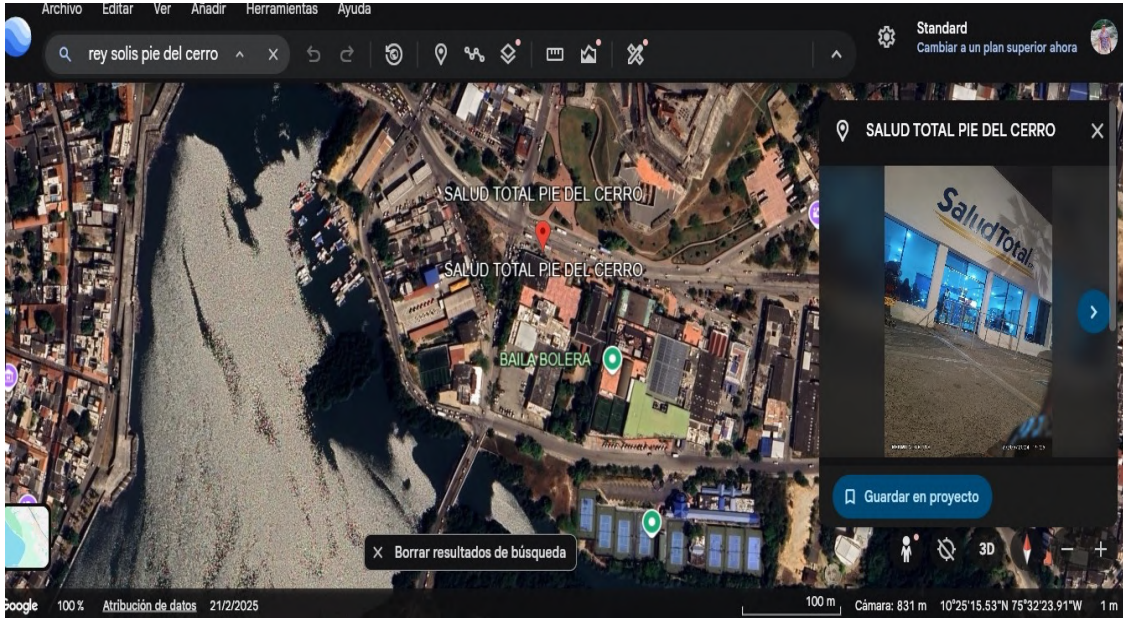 Archivo Editar Ver Añadir Herramientas Ayuda
rey solis pie del cerro
Standard
Cambiar a un plan superior ahora
SALUD TOTAL PIE DEL CERRO
SaludTotal
SALUD TOTAL PIE DEL CERRO
SALUD TOTAL PIE DEL CERRO
BAILA BOLERA
Guardar en proyecto
Borrar resultados de búsqueda
3D
Google 100 % Atribución de datos 21/2/2025
100 m Cámara: 831 m 10°25'15.53"N 75°32'23.91"W 1 m